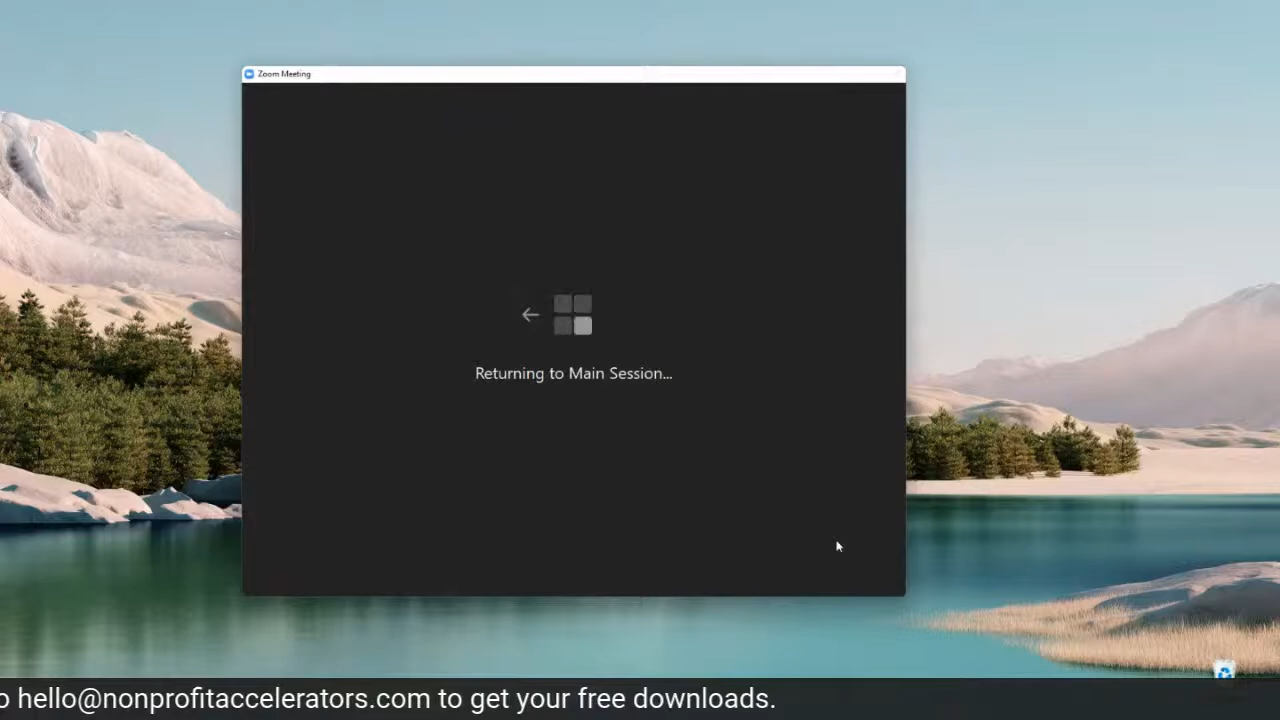 Zoom Meeting
Returning to Main Session...
hello@nonprofitaccelerators.com to get your free downloads.